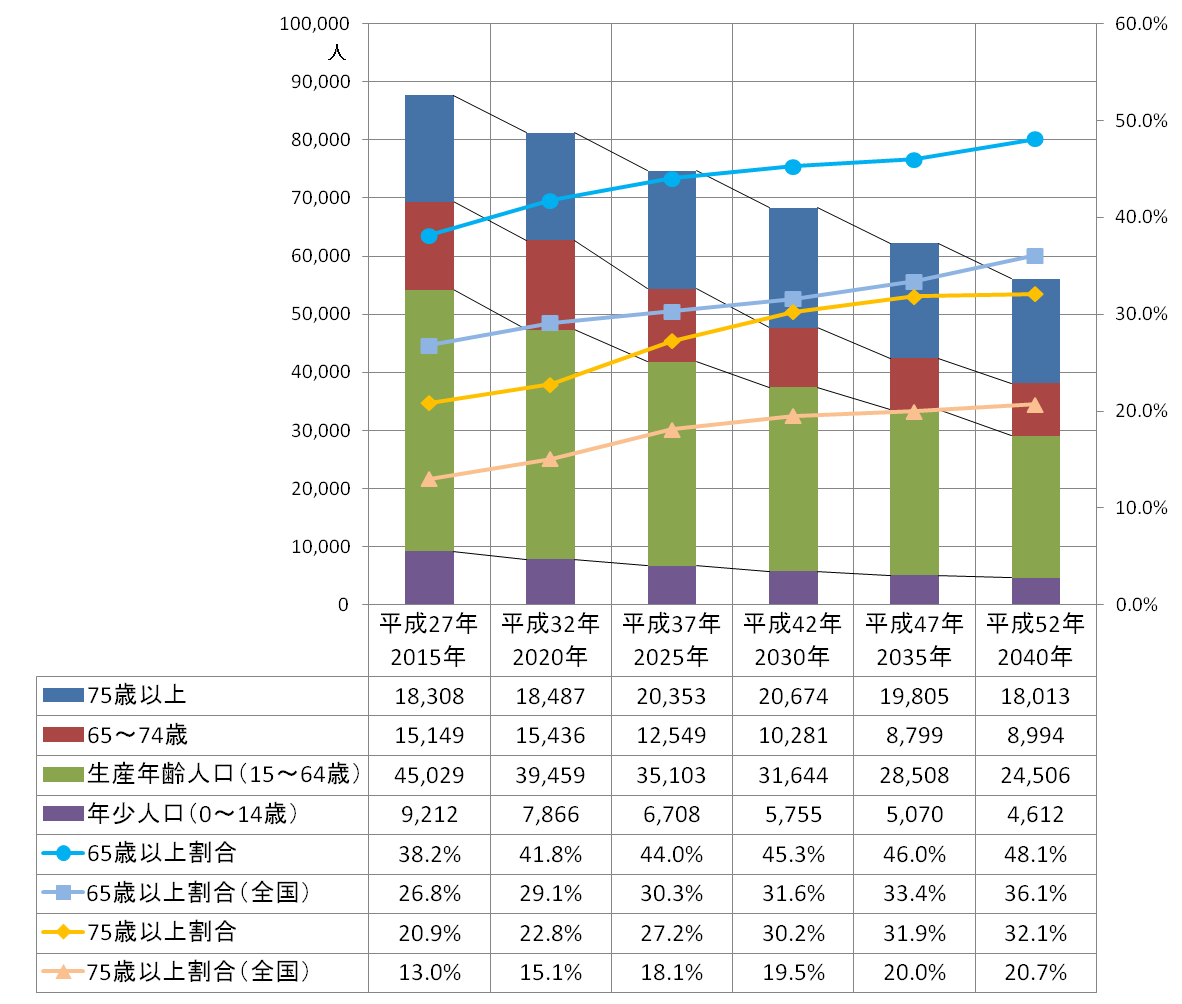 100,000
人
90,000
80,000
70,000
60,000
50,000
40,000
30,000
20,000
10,000
0
60.0%
50.0%
40.0%
30.0%
20.0%
10.0%
0.0%
平成27年 平成32年 平成37年 平成42年 平成47年 平成52年
2015年 2020年 2025年 2030年 2035年 2040年
75歳以上 18,308 18,487 20,353 20,674 19,805 18,013
65～74歳 15,149 15,436 12,549 10,281 8,799 8,994
生産年齢人口（15～64歳） 45,029 39,459 35,103 31,644 28,508 24,506
年少人口（0～14歳） 9,212 7,866 6,708 5,755 5,070 4,612
65歳以上割合 38.2% 41.8% 44.0% 45.3% 46.0% 48.1%
65歳以上割合（全国） 26.8% 29.1% 30.3% 31.6% 33.4% 36.1%
75歳以上割合 20.9% 22.8% 27.2% 30.2% 31.9% 32.1%
75歳以上割合（全国） 13.0% 15.1% 18.1% 19.5% 20.0% 20.7%